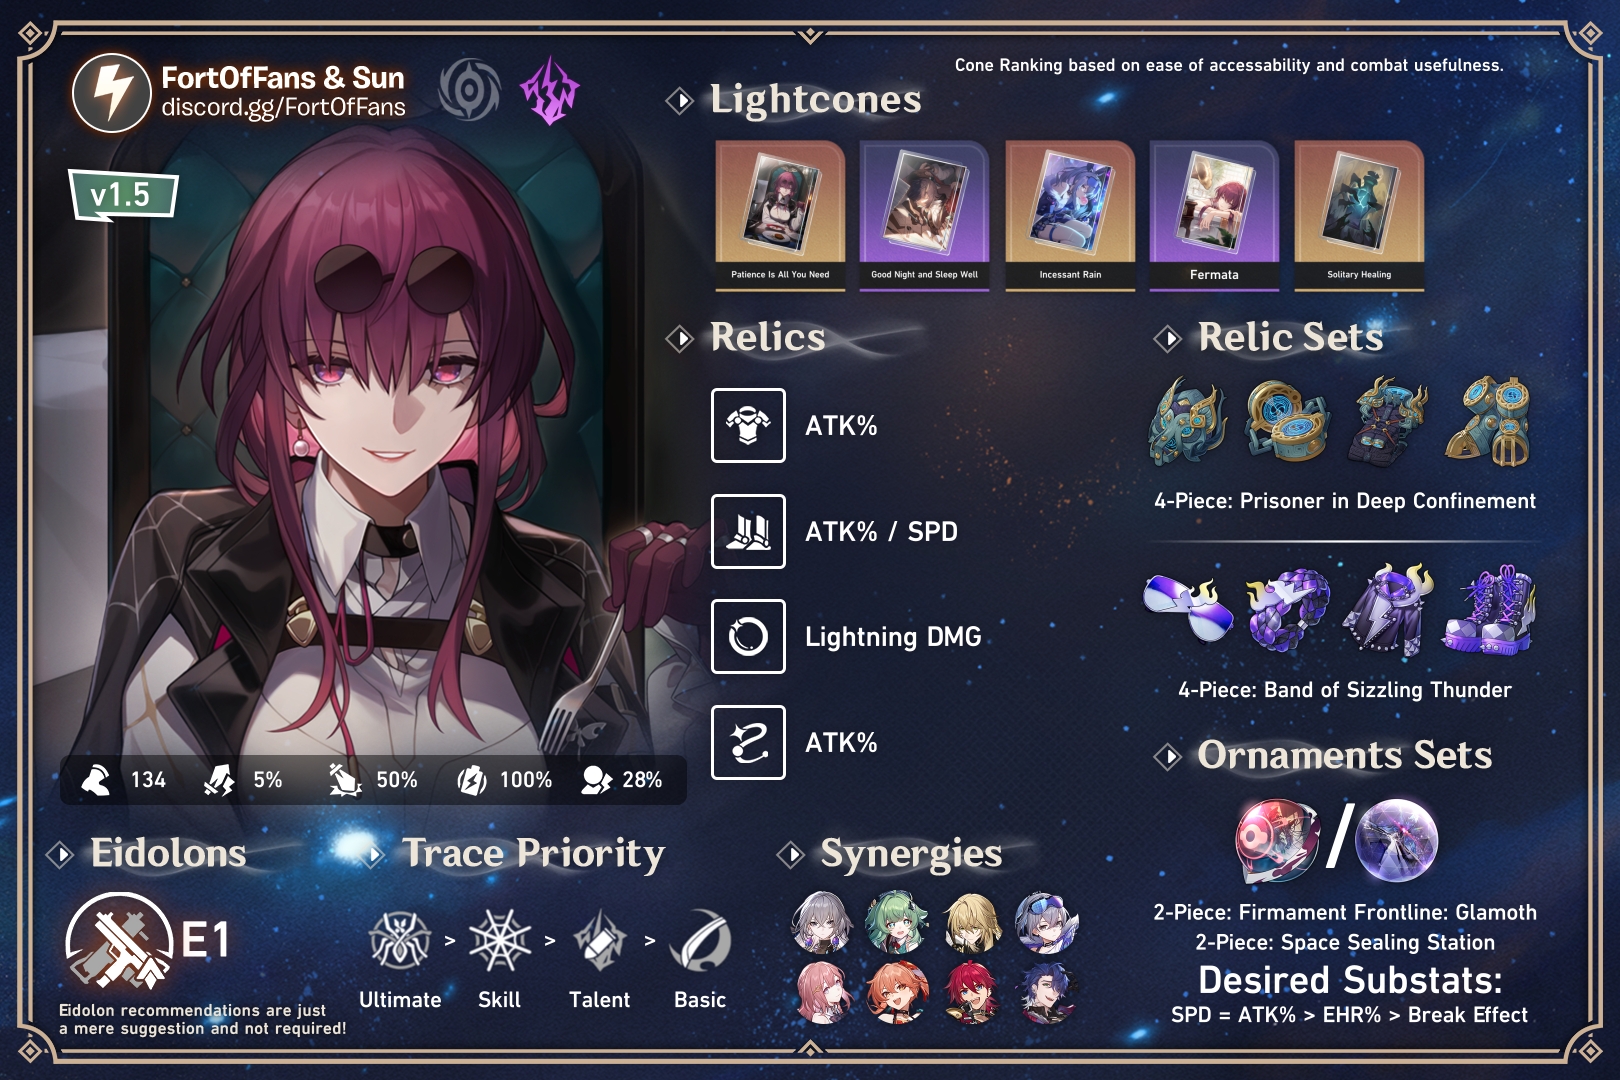 FortOfFans & Sun
discord.gg/FortOfFans
v1.5
Cone Ranking based on ease of accessability and combat usefulness.
Lightcones
Patience Is All You Need
Good Night and Sleep Well
Incessant Rain
Fermata
Solitary Healing
Relics
ATK%
ATK% / SPD
Lightning DMG
ATK%
Relic Sets
4-Piece: Prisoner in Deep Confinement
4-Piece: Band of Sizzling Thunder
Ornaments Sets
2-Piece: Firmament Frontline: Glamoth
2-Piece: Space Sealing Station
Desired Substats:
SPD = ATK% > EHR% > Break Effect
134
5%
50%
100%
28%
Eidolons
E1
Eidolon recommendations are just
a mere suggestion and not required!
Trace Priority
> > >
Ultimate
Skill
Talent
Basic
Synergies